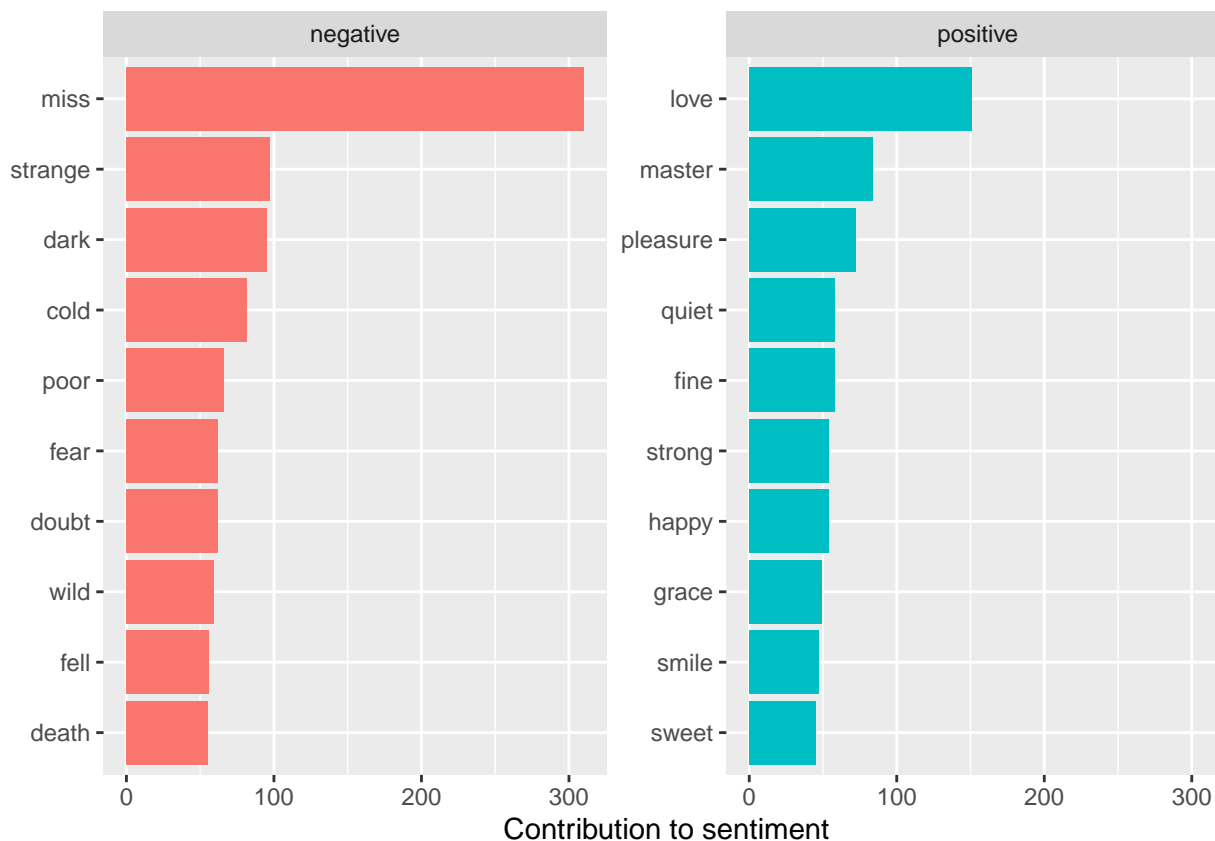 negative
miss
strange
dark
cold
poor
fear
doubt
wild
fell
death
0 100 200 300
positive
love
master
pleasure
quiet
fine
strong
happy
grace
smile
sweet
0 100 200 300
Contribution to sentiment